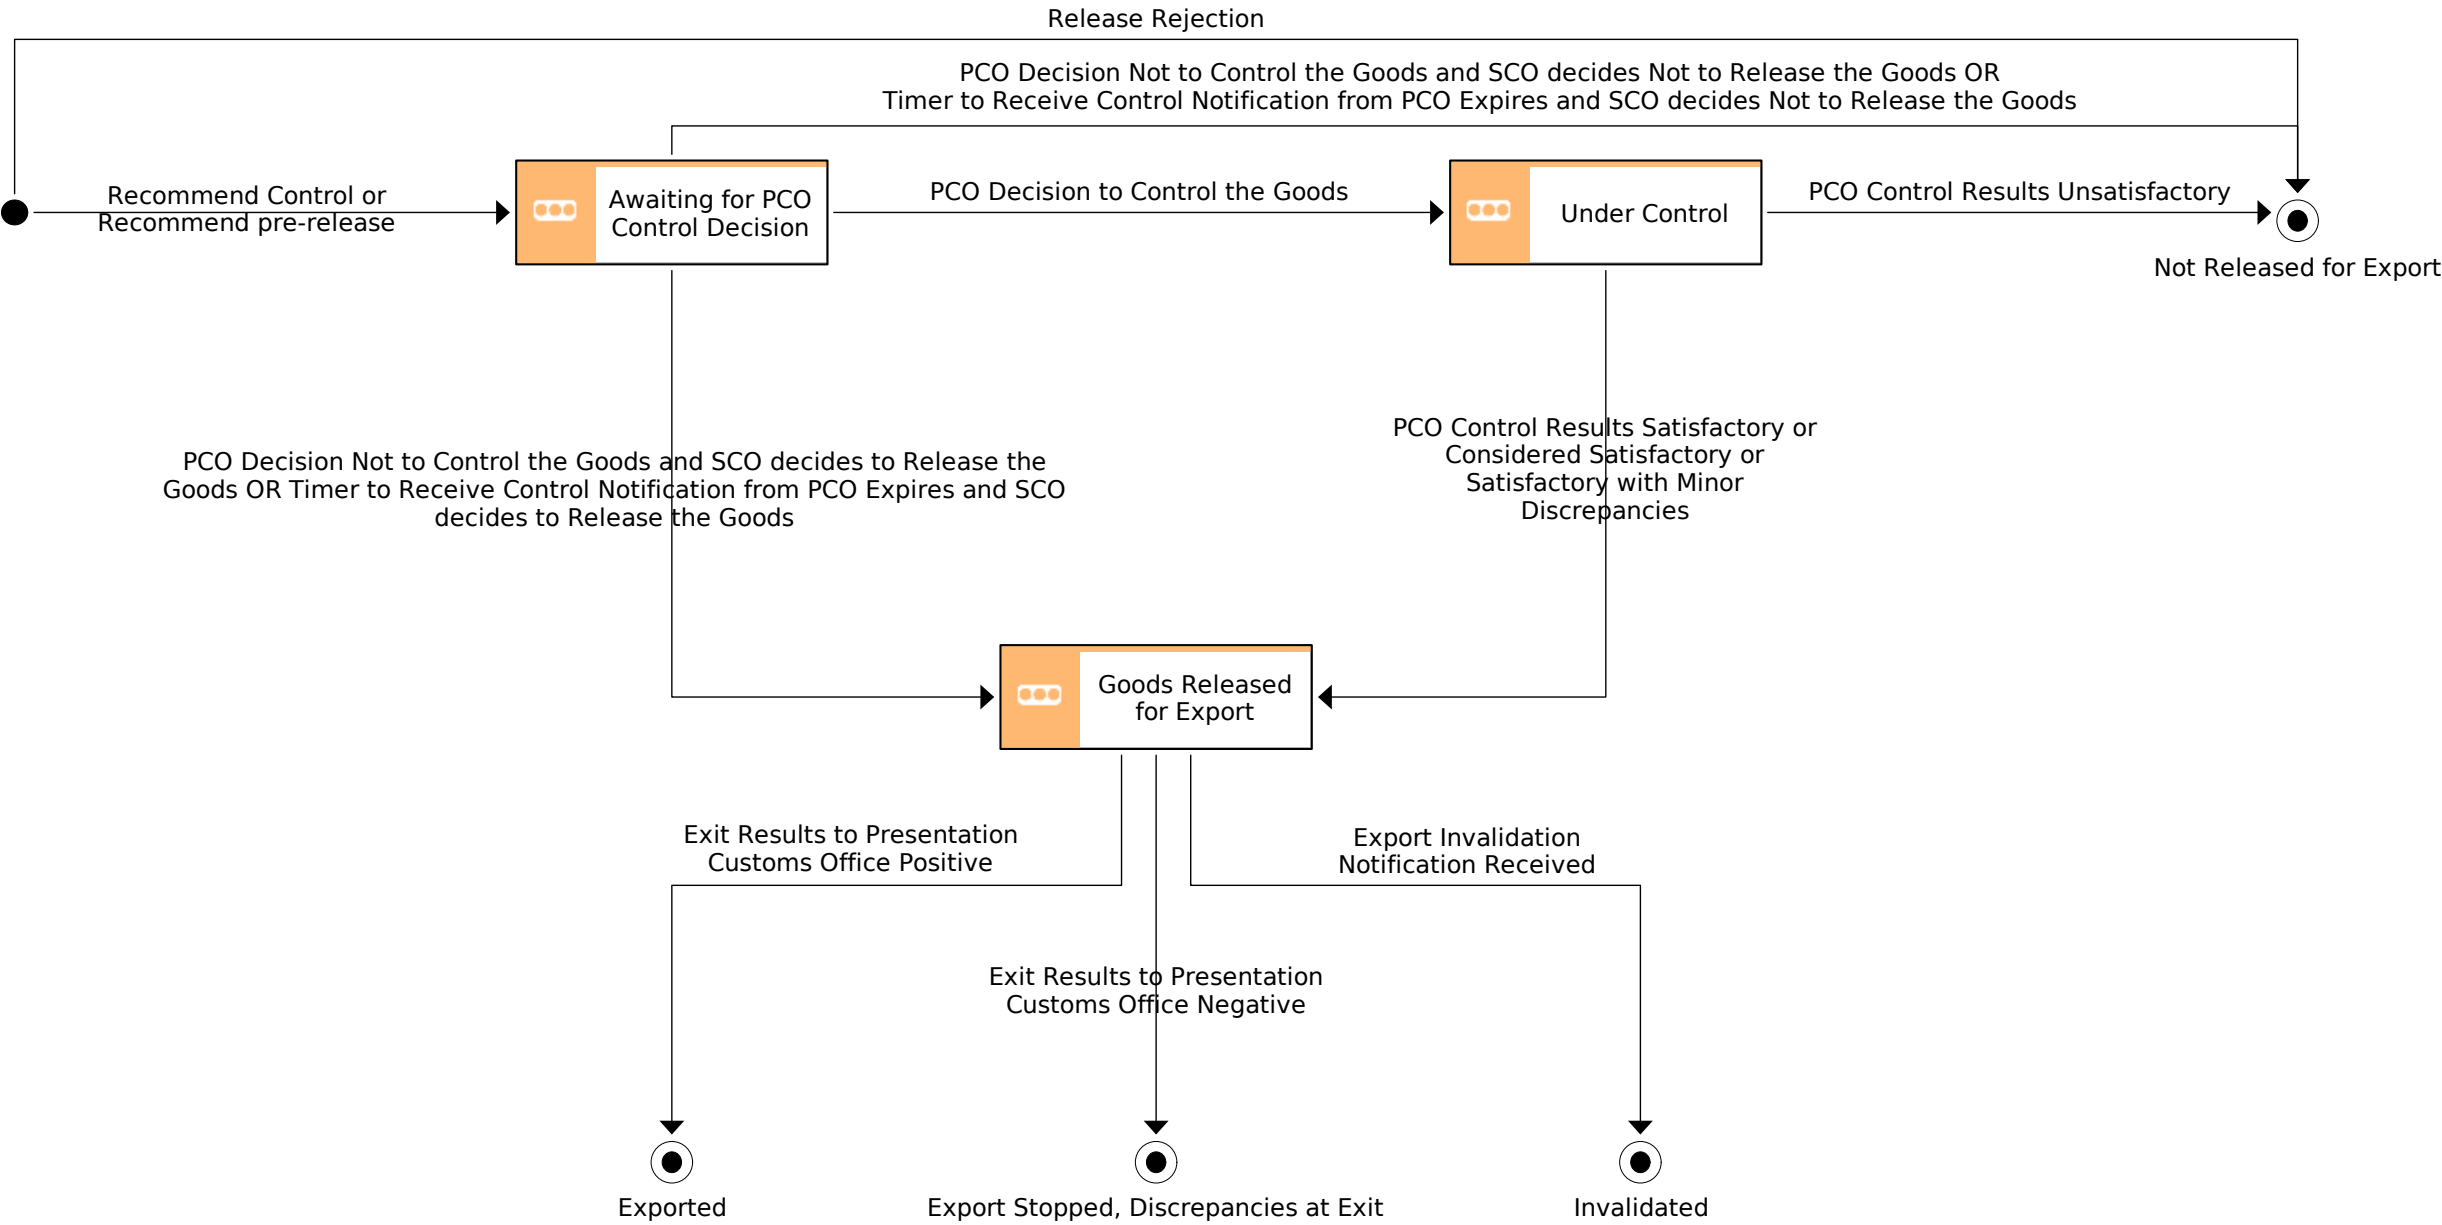 Release Rejection
PCO Decision Not to Control the Goods and SCO decides Not to Release the Goods OR
Timer to Receive Control Notification from PCO Expires and SCO decides Not to Release the Goods
Recommend Control or
Recommend pre-release
Awaiting for PCO
Control Decision
PCO Decision to Control the Goods
Under Control
PCO Control Results Unsatisfactory
Not Released for Export
PCO Decision Not to Control the Goods and SCO decides to Release the
Goods OR Timer to Receive Control Notification from PCO Expires and SCO
decides to Release the Goods
PCO Control Results Satisfactory or
Considered Satisfactory or
Satisfactory with Minor
Discrepancies
Goods Released
for Export
Exit Results to Presentation
Customs Office Positive
Export Invalidation
Notification Received
Exit Results to Presentation
Customs Office Negative
Exported
Export Stopped, Discrepancies at Exit
Invalidated